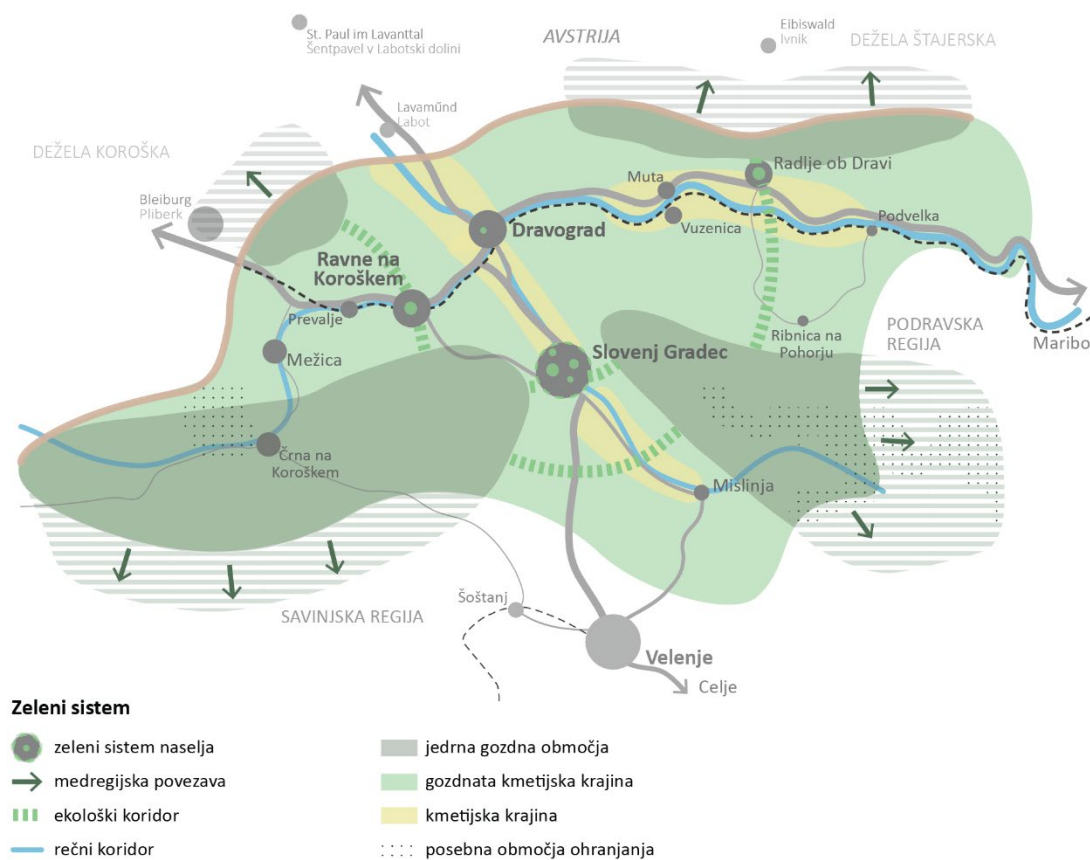 St. Paul im Lavanttal
Šentpavel v Labotski dolini
AVSTRIJA
Eibiswald
Ivnik
DEŽELA ŠTAJERSKA
Lavamünd
Labot
DEŽELA KOROŠKA
Bleiburg
Pliberk
Muta
Radlje ob Dravi
Vuzenica
Podvelka
Dravograd
Ravne na
Koroškem
Prevalje
Mežica
Slovenj Gradec
Ribnica na
Pohorju
PODRAVSKA
REGIJA
Maribo
Črna na
Koroškem
Mislinja
Šoštanj
SAVINJSKA REGIJA
Velenje
Celje
Zeleni sistem
zeleni sistem naselja
medregijska povezava
ekološki koridor
rečni koridor
jedrna gozdna območja
gozdnata kmetijska krajina
kmetijska krajina
posebna območja ohranjanja